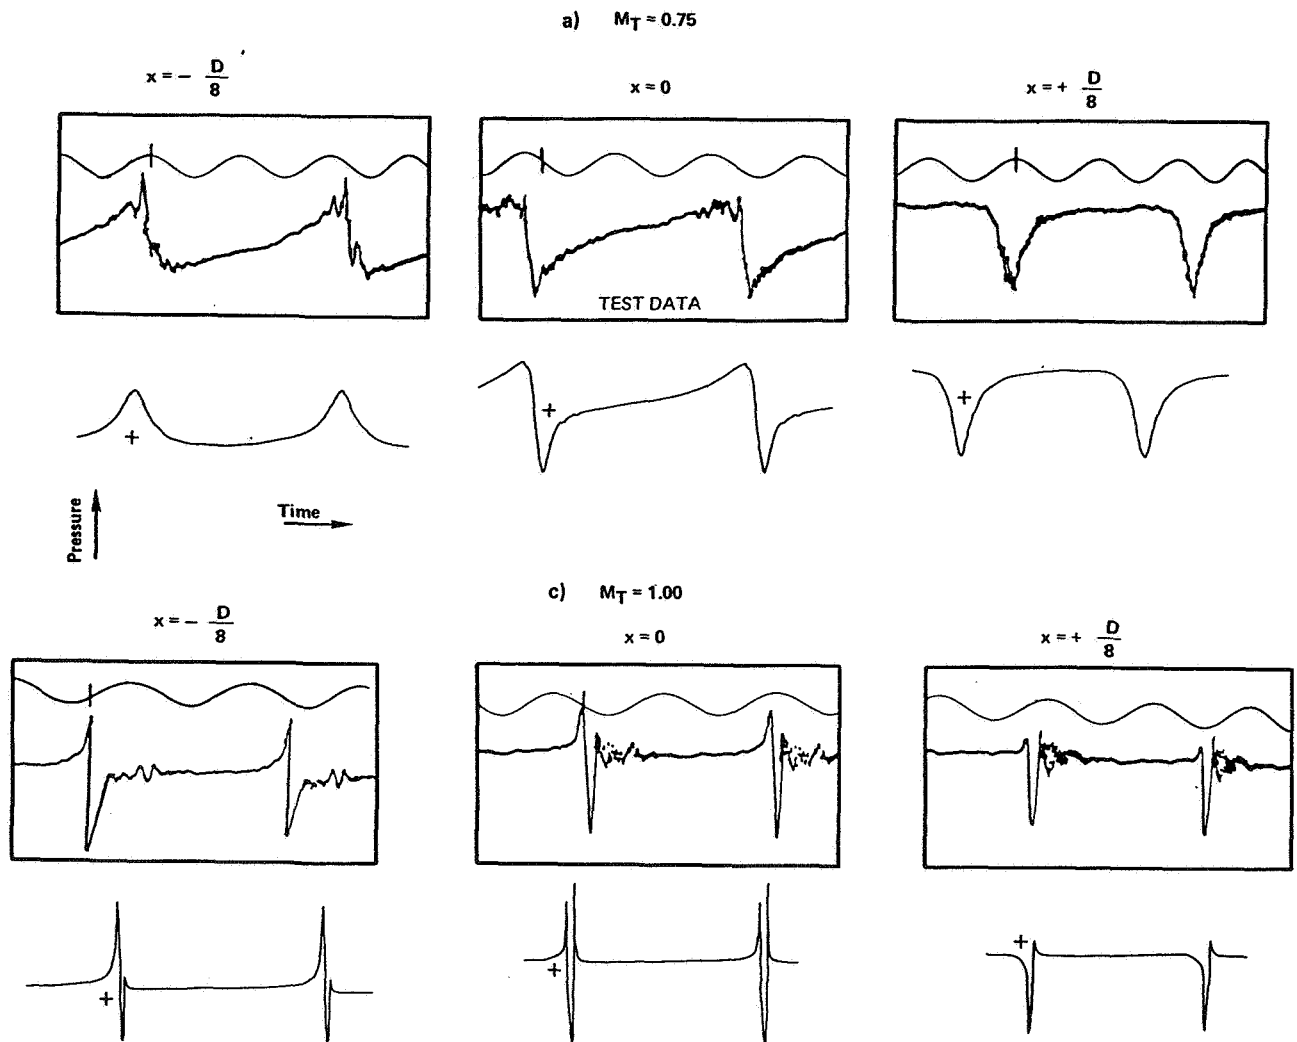 a) M_T = 0.75
x = - D/8
x = 0
x = + D/8
TEST DATA
+
+
+
Pressure
Time
c) M_T = 1.00
x = - D/8
x = 0
x = + D/8
+
+
+